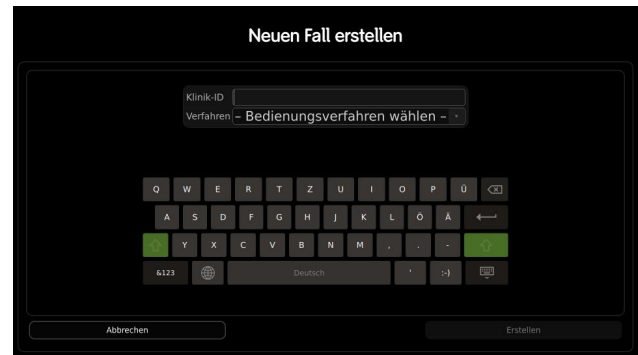 Neuen Fall erstellen
Klinik-ID
Verfahren – Bedienungsverfahren wählen –
Q W E R T Z U I O P Ü
A S D F G H J K L Ö Ä
Y X C V B N M , . -
&123 Deutsch ' :-)
Abbrechen Erstellen